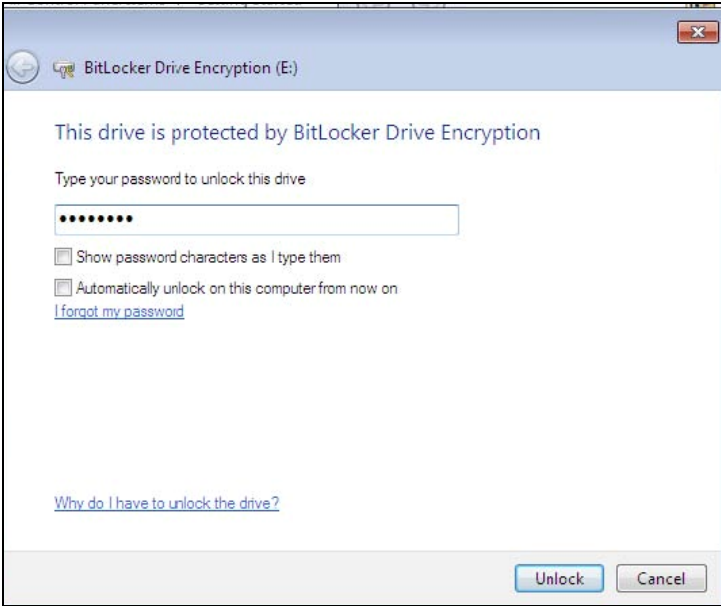 BitLocker Drive Encryption (E:)
This drive is protected by BitLocker Drive Encryption
Type your password to unlock this drive
••••••••
Show password characters as I type them
Automatically unlock on this computer from now on
I forgot my password
Why do I have to unlock the drive?
Unlock Cancel